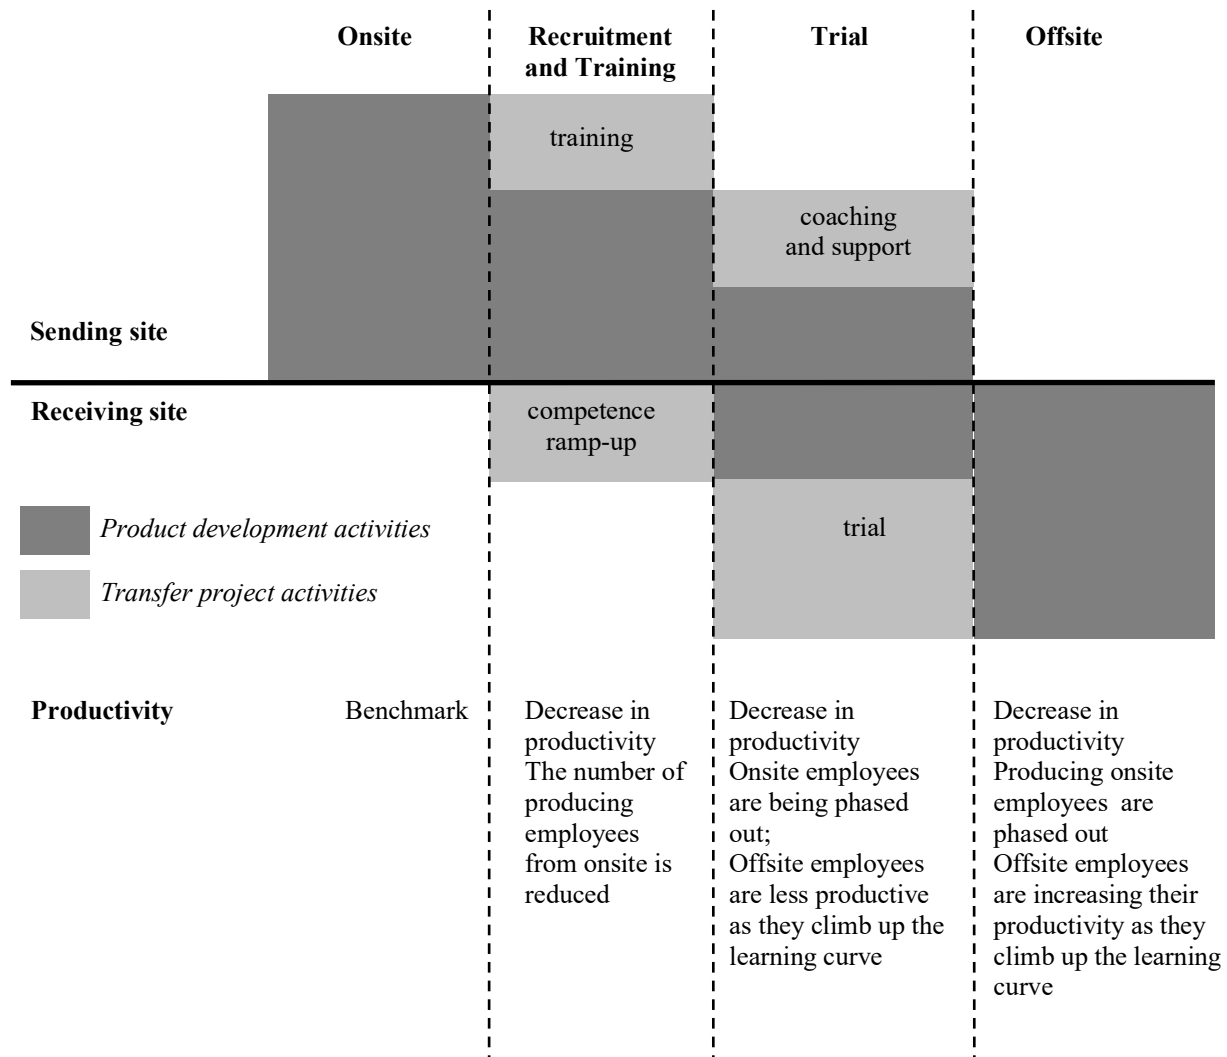 Onsite
Recruitment
and Training
Trial
Offsite
training
coaching
and support
Sending site
Receiving site
competence
ramp-up
trial
Product development activities
Transfer project activities
Productivity
Benchmark
Decrease in
productivity
The number of
producing
employees
from onsite is
reduced
Decrease in
productivity
Onsite employees
are being phased
out;
Offsite employees
are less productive
as they climb up the
learning curve
Decrease in
productivity
Producing onsite
employees are
phased out
Offsite employees
are increasing their
productivity as they
climb up the learning
curve